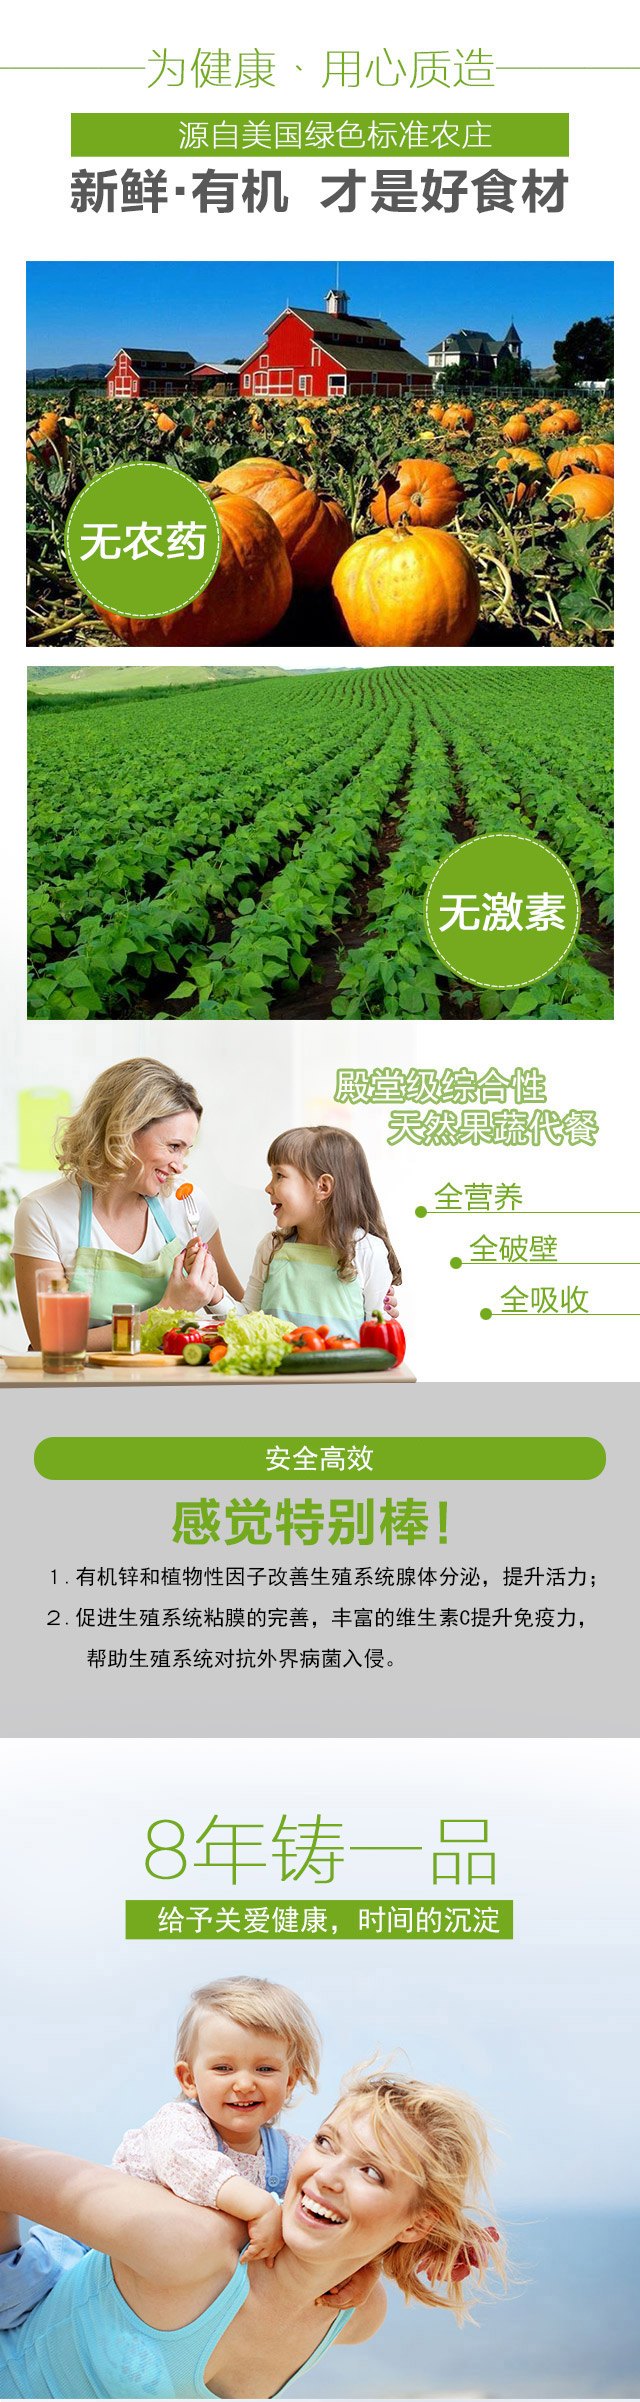 为健康、用心质造
源自美国绿色标准农庄
新鲜·有机 才是好食材
无农药
无激素
殿堂级综合性
天然果蔬代餐
全营养
全破壁
全吸收
安全高效
感觉特别棒！
1.有机锌和植物性因子改善生殖系统腺体分泌，提升活力；
2.促进生殖系统粘膜的完善，丰富的维生素C提升免疫力，
帮助生殖系统对抗外界病菌入侵。
8年铸一品
给予关爱健康，时间的沉淀